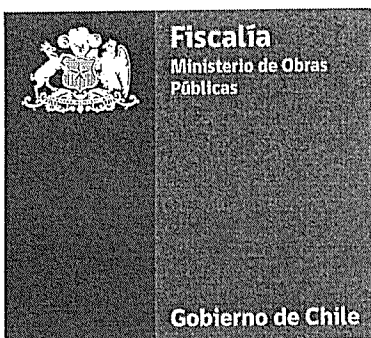 Fiscalía
Ministerio de Obras
Públicas
Gobierno de Chile